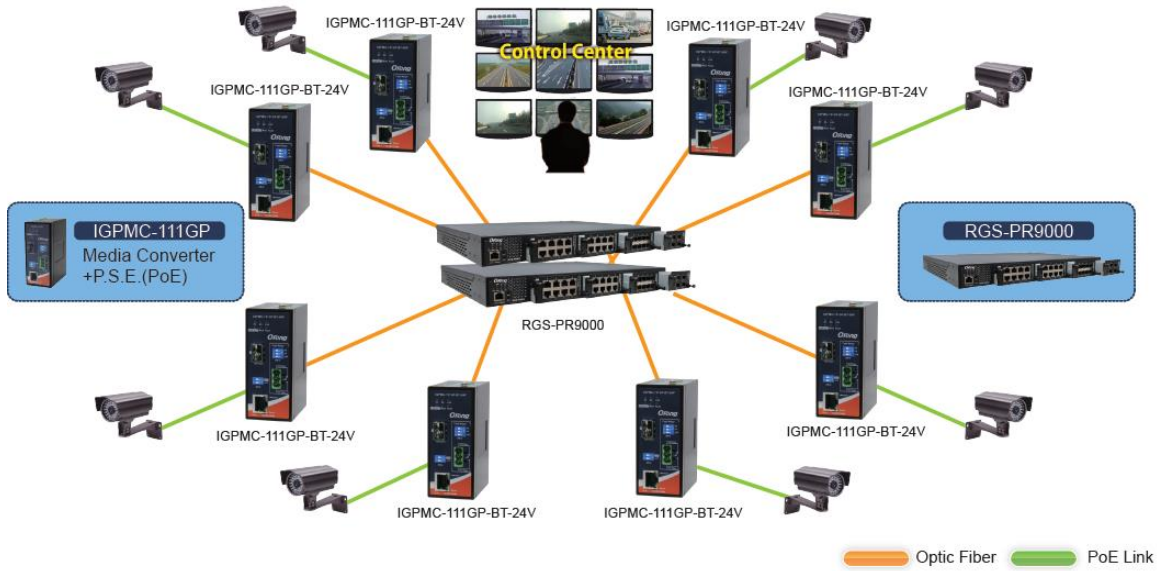 IGPMC-111GP-BT-24V
Control Center
IGPMC-111GP-BT-24V
IGPMC-111GP-BT-24V
IGPMC-111GP-BT-24V
IGPMC-111GP
Media Converter
+P.S.E.(PoE)
RGS-PR9000
RGS-PR9000
IGPMC-111GP-BT-24V
IGPMC-111GP-BT-24V
IGPMC-111GP-BT-24V
IGPMC-111GP-BT-24V
Optic Fiber
PoE Link